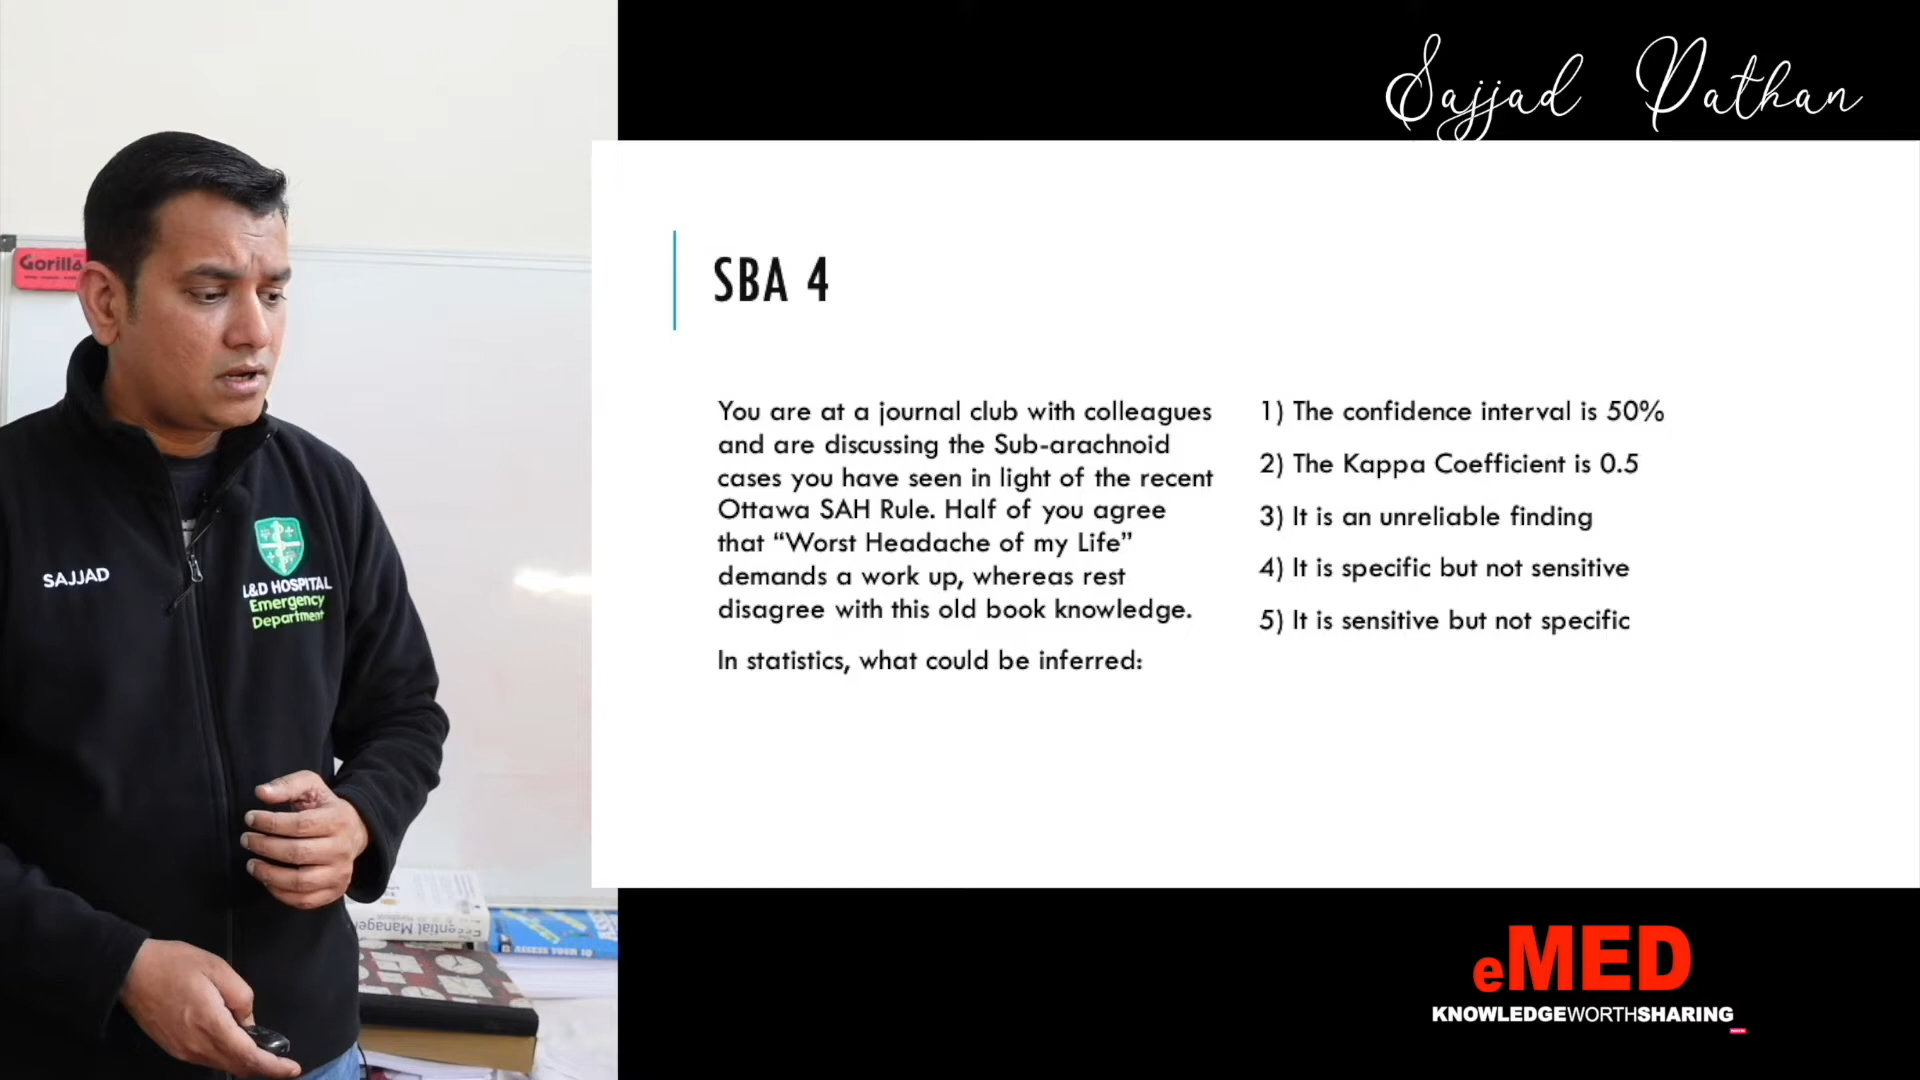 Sajjad Pathan
Gorilla
SBA 4
You are at a journal club with colleagues
and are discussing the Sub-arachnoid
cases you have seen in light of the recent
Ottawa SAH Rule. Half of you agree
that “Worst Headache of my Life”
demands a work up, whereas rest
disagree with this old book knowledge.
In statistics, what could be inferred:
1) The confidence interval is 50%
2) The Kappa Coefficient is 0.5
3) It is an unreliable finding
4) It is specific but not sensitive
5) It is sensitive but not specific
SAJJAD
L&D HOSPITAL
Emergency
Department
Essential Manage
eMED
KNOWLEDGEWORTHSHARING